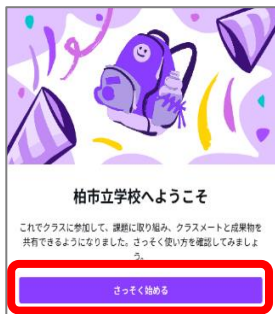 柏市立学校へようこそ
これでクラスに参加して、課題に取り組み、クラスメートと成果物を
共有できるようになりました。さっそく使い方を確認してみましょ
う。
さっそく始める